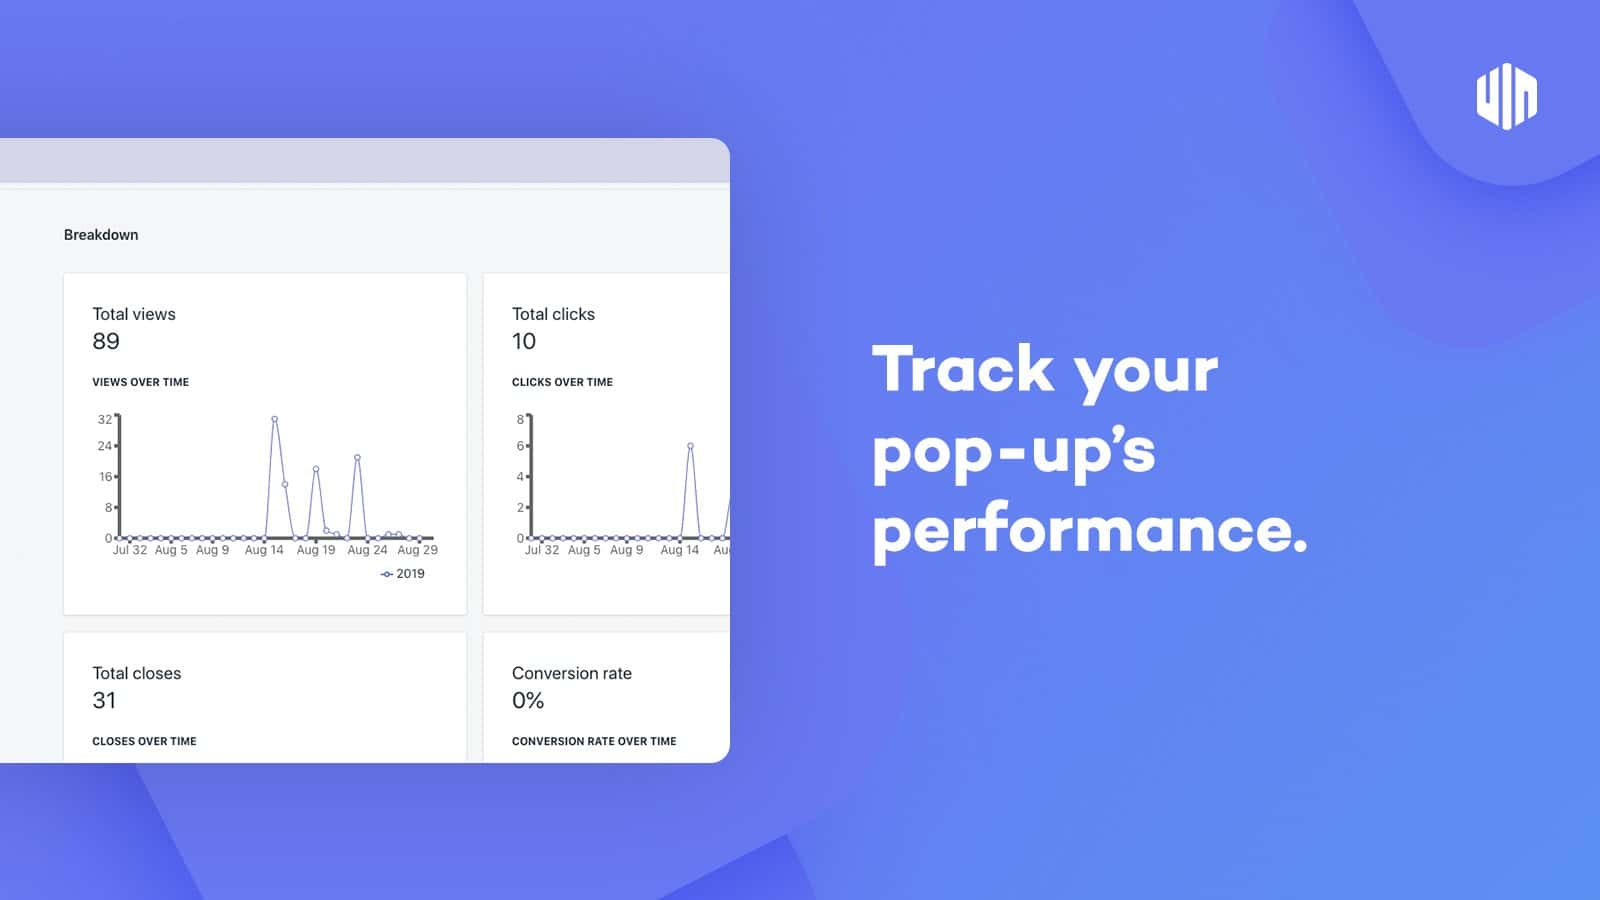 Breakdown
Total views
89
VIEWS OVER TIME
32
24
16
8
0
Jul 32 Aug 5 Aug 9 Aug 14 Aug 19 Aug 24 Aug 29
2019
Total clicks
10
CLICKS OVER TIME
8
6
4
2
0
Jul 32 Aug 5 Aug 9 Aug 14
Total closes
31
CLOSES OVER TIME
Conversion rate
0%
CONVERSION RATE OVER TIME
Track your
pop-up’s
performance.